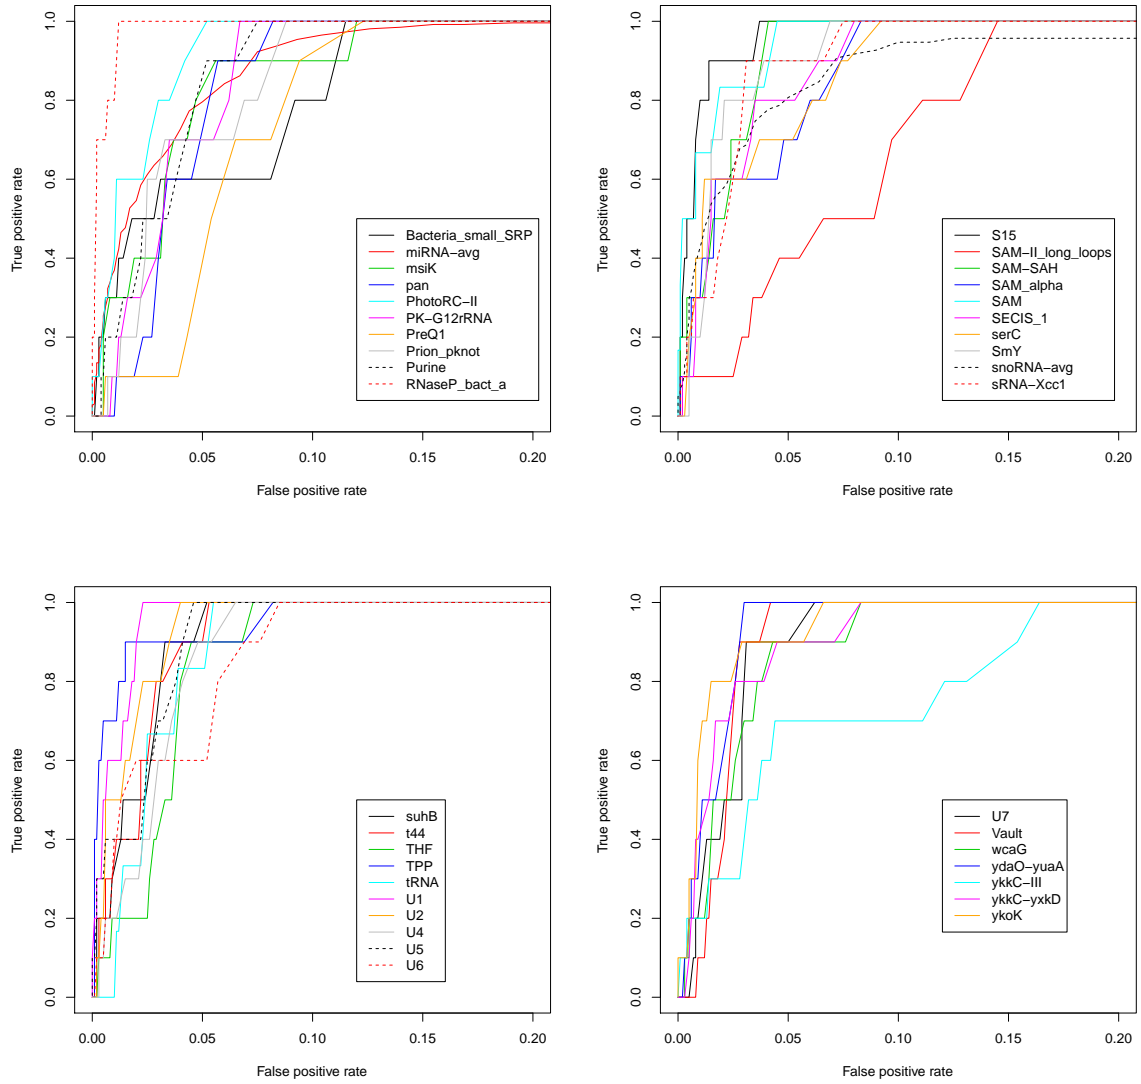 True positive rate
1.0
0.8
0.6
0.4
0.2
0.0
Bacteria_small_SRP
miRNA−avg
msiK
pan
PhotoRC−II
PK−G12rRNA
PreQ1
Prion_pknot
Purine
RNaseP_bact_a
0.00 0.05 0.10 0.15 0.20
False positive rate
True positive rate
1.0
0.8
0.6
0.4
0.2
0.0
S15
SAM−II_long_loops
SAM−SAH
SAM_alpha
SAM
SECIS_1
serC
SmY
snoRNA−avg
sRNA−Xcc1
0.00 0.05 0.10 0.15 0.20
False positive rate
True positive rate
1.0
0.8
0.6
0.4
0.2
0.0
suhB
t44
THF
TPP
tRNA
U1
U2
U4
U5
U6
0.00 0.05 0.10 0.15 0.20
False positive rate
True positive rate
1.0
0.8
0.6
0.4
0.2
0.0
U7
Vault
wcaG
ydaO−yuaA
ykkC−III
ykkC−yxkD
ykoK
0.00 0.05 0.10 0.15 0.20
False positive rate